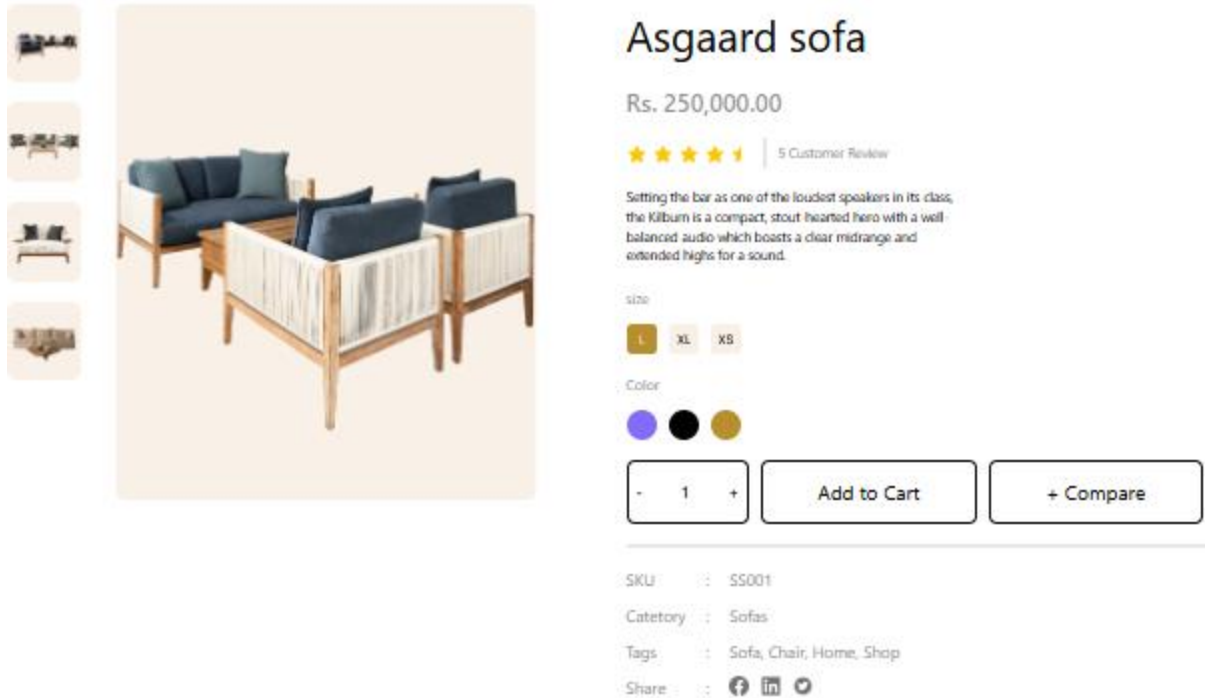 Asgaard sofa
Rs. 250,000.00
5 Customer Review
Setting the bar as one of the loudest speakers in its class,
the Kilburn is a compact, stout-hearted hero with a well-
balanced audio which boasts a clear midrange and
extended highs for a sound.
size
L XL XS
Color
- 1 + Add to Cart + Compare
SKU : SS001
Catetory : Sofas
Tags : Sofa, Chair, Home, Shop
Share :